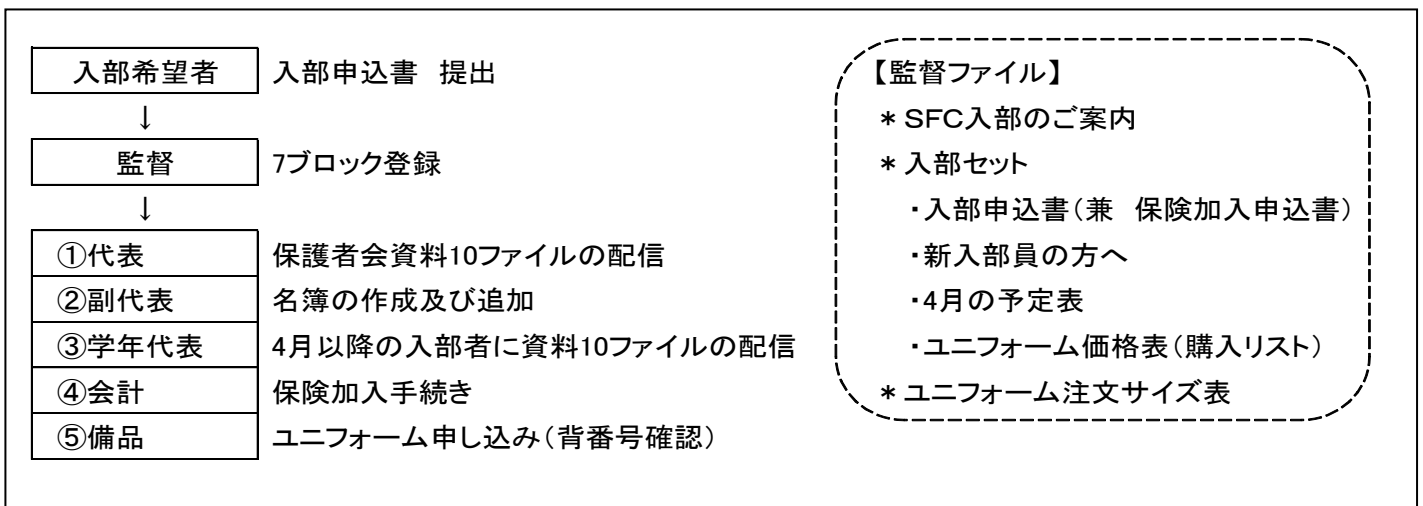 入部希望者 入部申込書 提出
↓
監督 7ブロック登録
↓
①代表 保護者会資料10ファイルの配信
②副代表 名簿の作成及び追加
③学年代表 4月以降の入部者に資料10ファイルの配信
④会計 保険加入手続き
⑤備品 ユニフォーム申し込み(背番号確認)
【監督ファイル】
*SFC入部のご案内
*入部セット
・入部申込書(兼 保険加入申込書)
・新入部員の方へ
・4月の予定表
・ユニフォーム価格表(購入リスト)
*ユニフォーム注文サイズ表